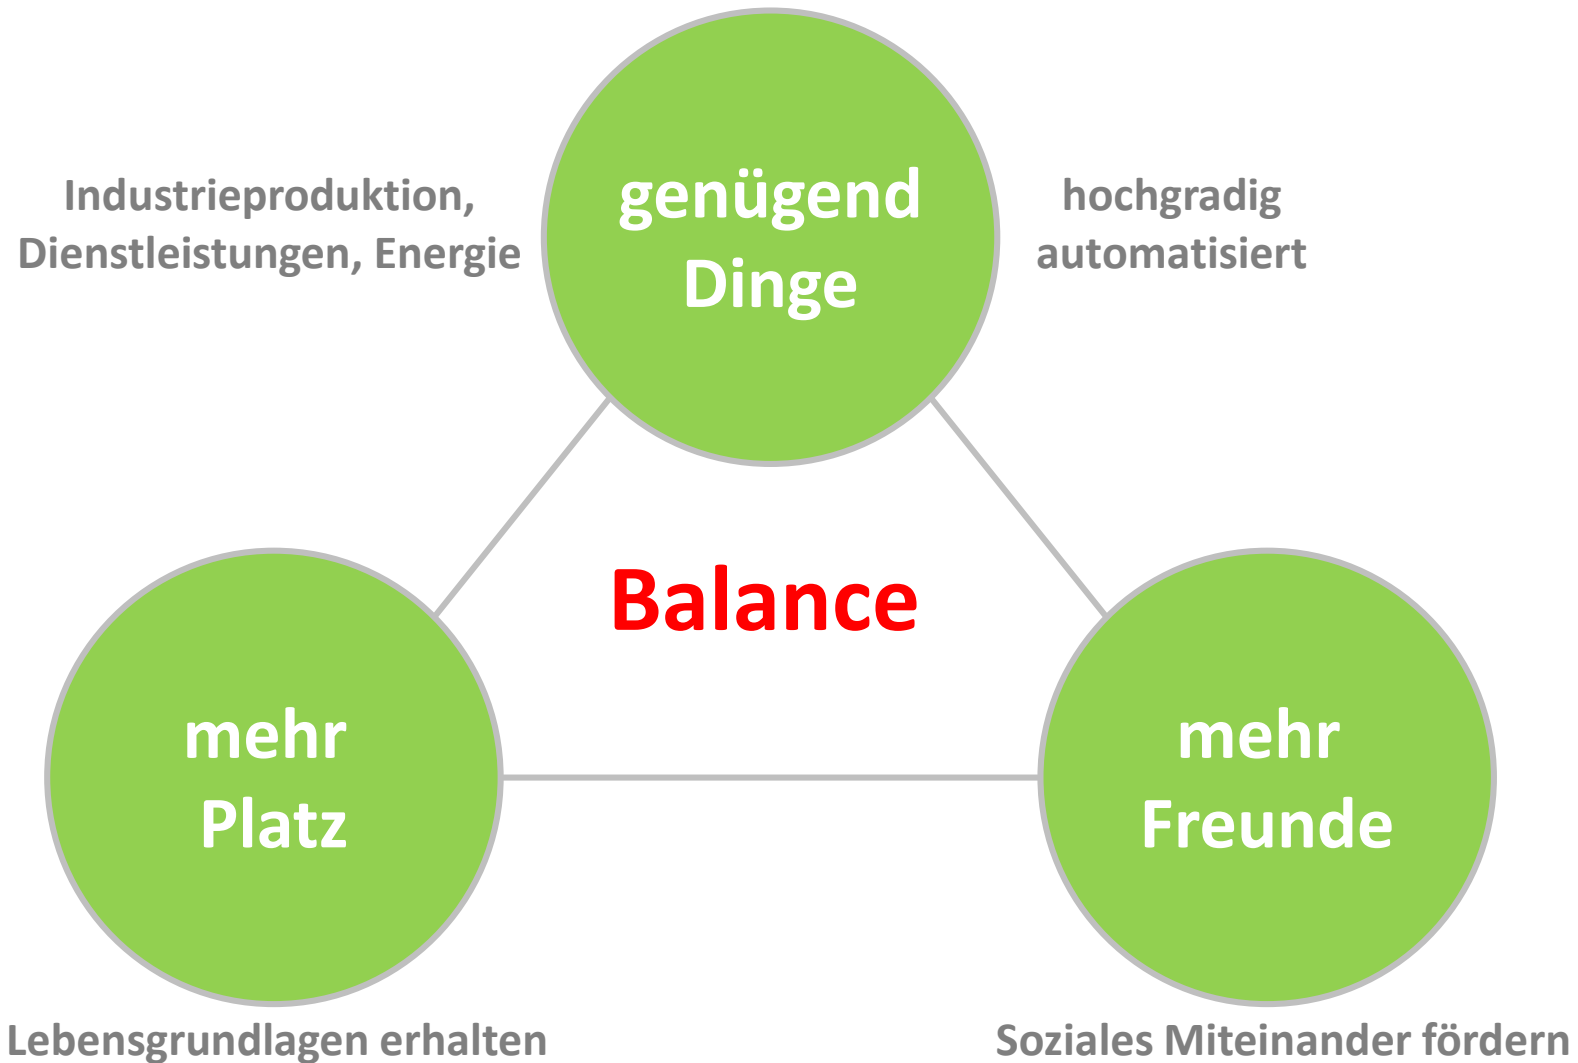 Industrieproduktion,
Dienstleistungen, Energie
genügend
Dinge
hochgradig
automatisiert
Balance
mehr
Platz
mehr
Freunde
Lebensgrundlagen erhalten
Soziales Miteinander fördern